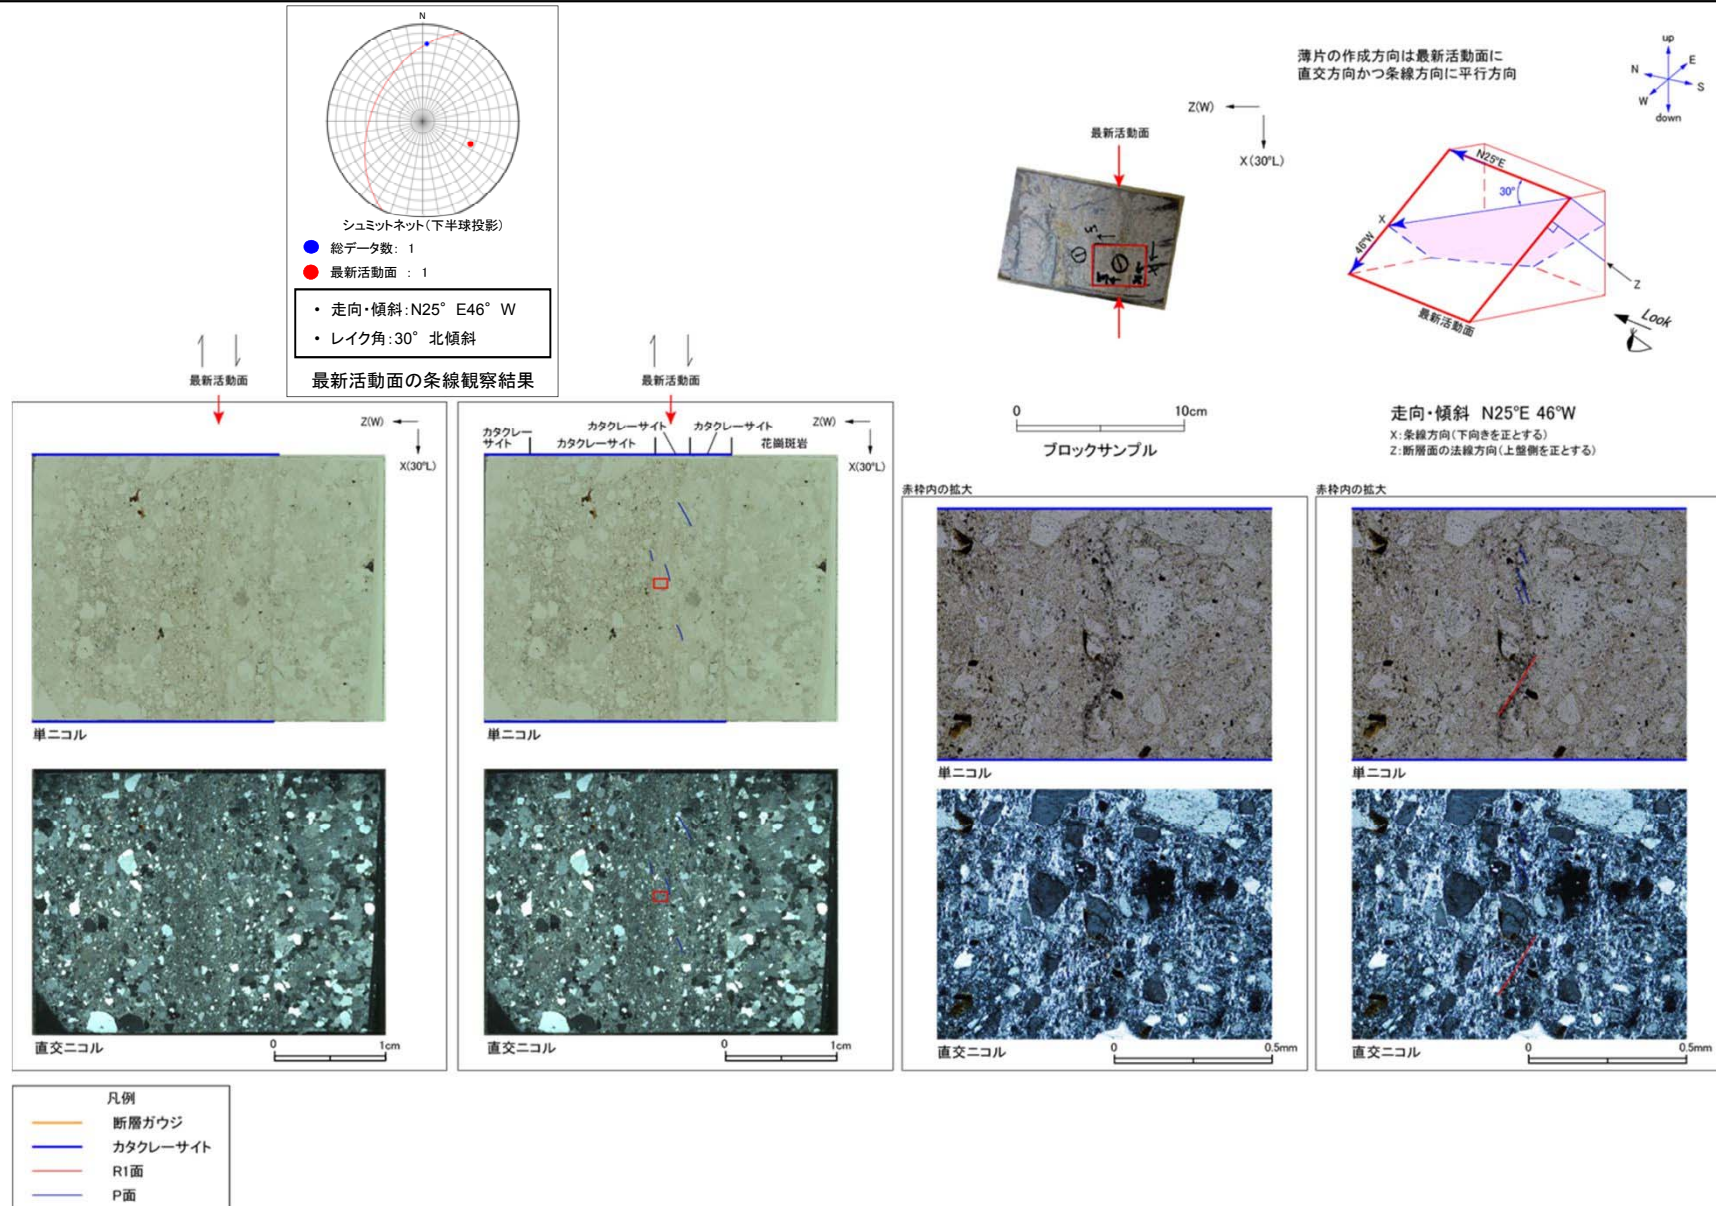 N
シュミットネット(下半球投影)
総データ数: 1
最新活動面 : 1
・ 走向・傾斜:N25° E46° W
・ レイク角:30° 北傾斜
最新活動面の条線観察結果
薄片の作成方向は最新活動面に
直交方向かつ条線方向に平行方向
up
N
E
W
S
down
Z(W)
X(30°L)
最新活動面
①
①
0
10cm
ブロックサンプル
N25°E
30°
X
46°W
Z
最新活動面
Look
走向・傾斜 N25°E 46°W
X:条線方向(下向きを正とする)
Z:断層面の法線方向(上盤側を正とする)
最新活動面
Z(W)
X(30°L)
単ニコル
直交ニコル
0
1cm
最新活動面
カタクレー
サイト
カタクレーサイト
カタクレーサイト
カタクレーサイト
花崗斑岩
Z(W)
X(30°L)
単ニコル
直交ニコル
0
1cm
赤枠内の拡大
単ニコル
直交ニコル
0
0.5mm
赤枠内の拡大
単ニコル
直交ニコル
0
0.5mm
凡例
断層ガウジ
カタクレーサイト
R1面
P面